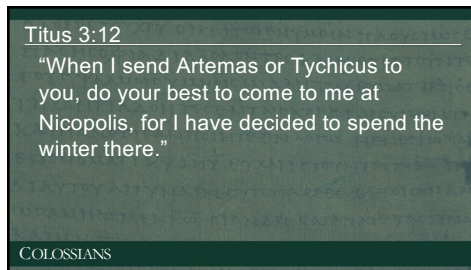 Titus 3:12
“When I send Artemas or Tychicus to
you, do your best to come to me at
Nicopolis, for I have decided to spend the
winter there.”
COLOSSIANS